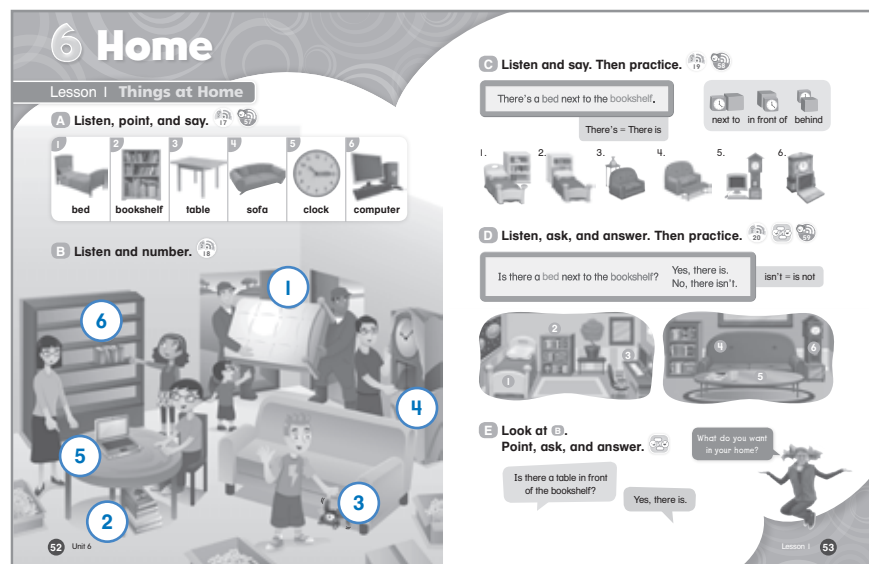 6 Home
Lesson 1 Things at Home
A Listen, point, and say. 17 57
1 2 3 4 5 6
bed bookshelf table sofa clock computer
B Listen and number. 18
1
6
4
5
3
2
52 Unit 6
C Listen and say. Then practice. 19 58
There's a bed next to the bookshelf.
There's = There is
next to in front of behind
1. 2. 3. 4. 5. 6.
D Listen, ask, and answer. Then practice. 20 59
Is there a bed next to the bookshelf?
Yes, there is.
No, there isn't.
isn't = is not
2
3
1
4
6
5
E Look at B.
Point, ask, and answer.
What do you want
in your home?
Is there a table in front
of the bookshelf?
Yes, there is.
Lesson 1 53